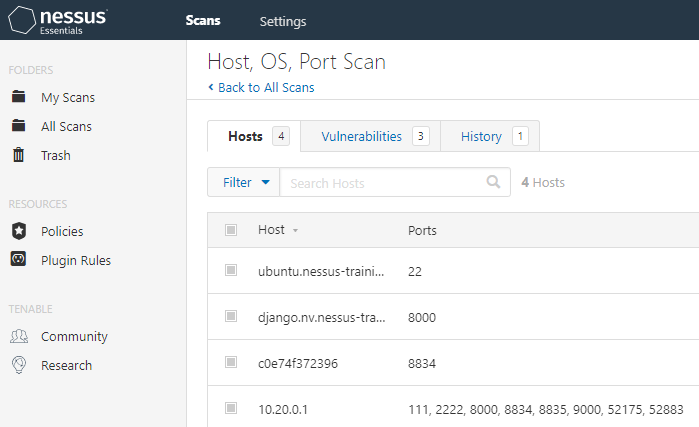 nessus Essentials
Scans Settings
Host, OS, Port Scan
Back to All Scans
FOLDERS
My Scans
All Scans
Trash
RESOURCES
Policies
Plugin Rules
TENABLE
Community
Research
Hosts 4 Vulnerabilities 3 History 1
Filter Search Hosts 4 Hosts
Host Ports
ubuntu.nessus-traini... 22
django.nv.nessus-tra... 8000
c0e74f372396 8834
10.20.0.1 111, 2222, 8000, 8834, 8835, 9000, 52175, 52883